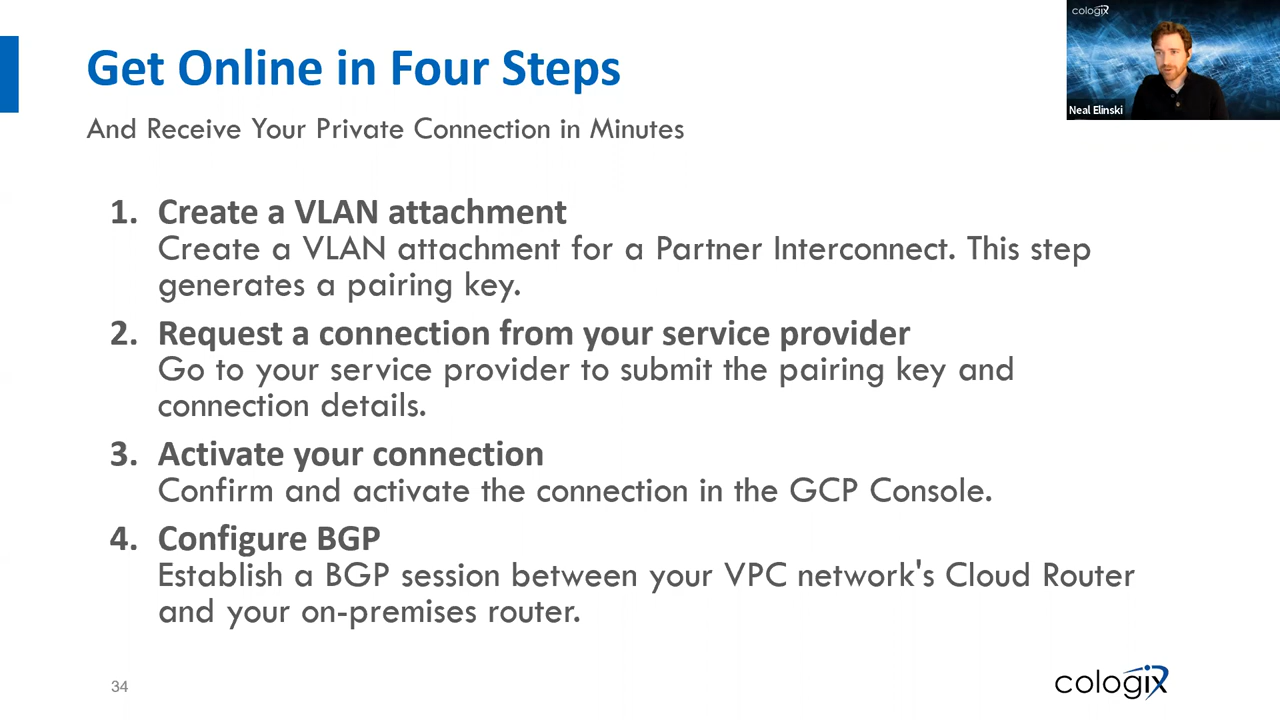 Get Online in Four Steps
And Receive Your Private Connection in Minutes
cologix
Neal Elinski
1. Create a VLAN attachment
Create a VLAN attachment for a Partner Interconnect. This step
generates a pairing key.
2. Request a connection from your service provider
Go to your service provider to submit the pairing key and
connection details.
3. Activate your connection
Confirm and activate the connection in the GCP Console.
4. Configure BGP
Establish a BGP session between your VPC network's Cloud Router
and your on-premises router.
34
cologix